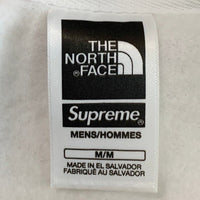 THE
NORTH
FACE
®
Supreme®
MENS/HOMMES
M/M
MADE IN EL SALVADOR
FABRIQUÉ AU SALVADOR